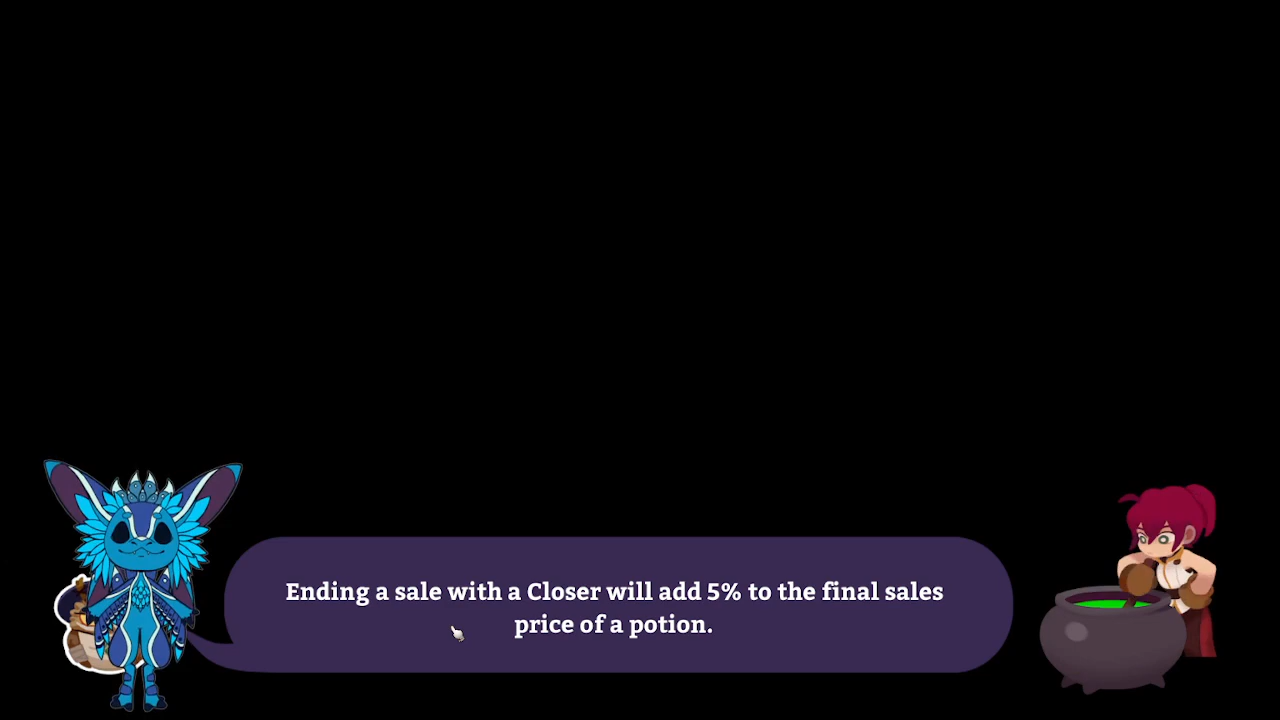 Ending a sale with a Closer will add 5% to the final sales
price of a potion.